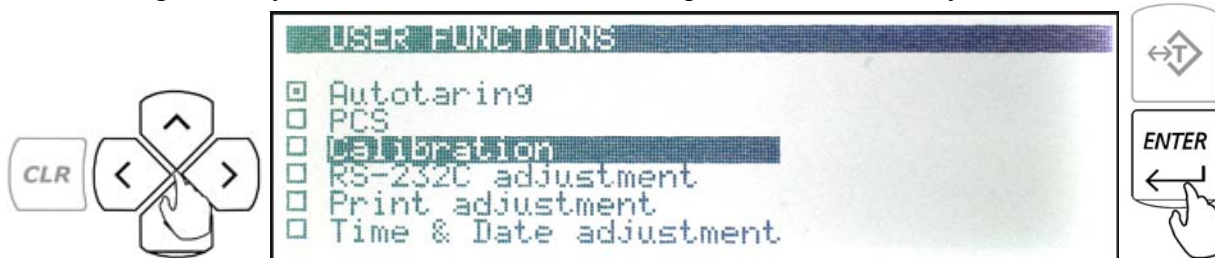 USER FUNCTIONS
Autotaring
PCS
Calibration
RS-232C adjustment
Print adjustment
Time & Date adjustment
CLR
T
ENTER